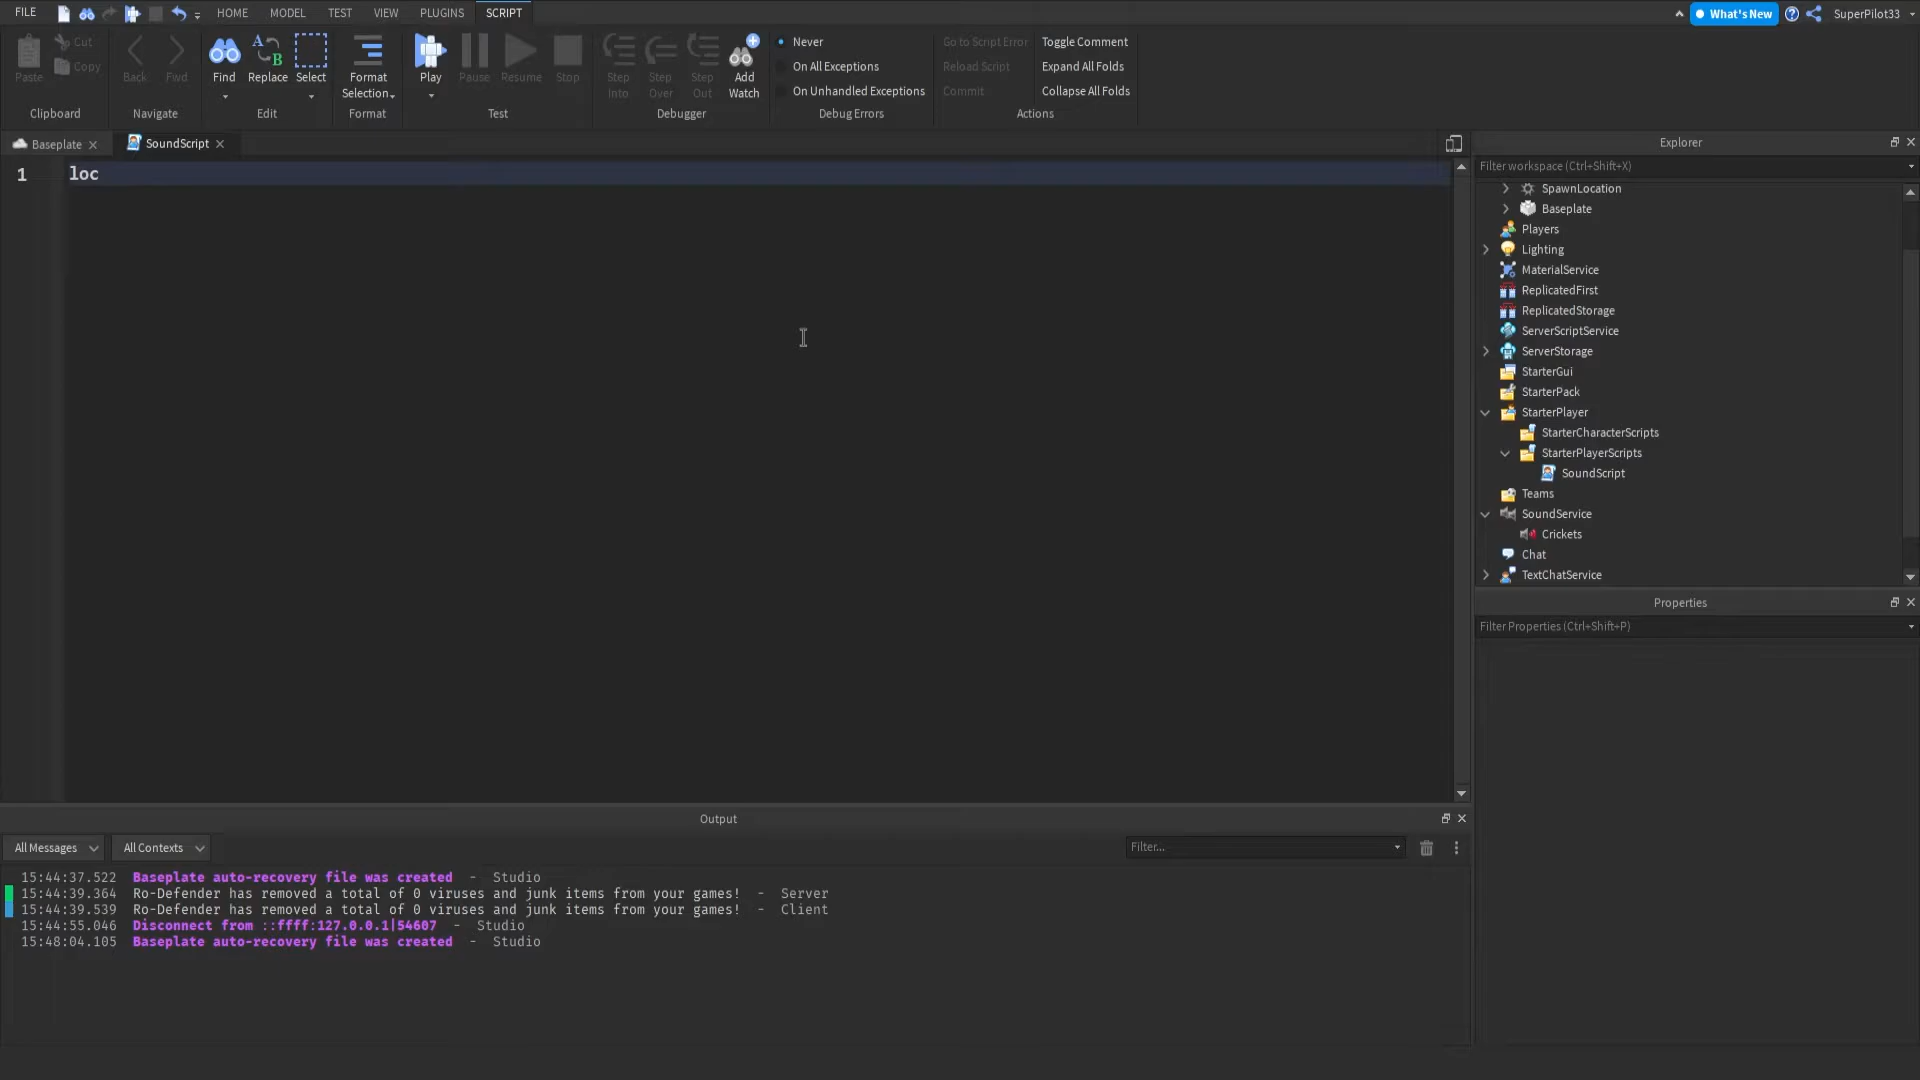 FILE
HOME
MODEL
TEST
VIEW
PLUGINS
SCRIPT
What's New
SuperPilot33
Paste
Cut
Copy
Clipboard
Back
Fwd
Navigate
Find
Replace
Select
Edit
Format
Selection
Format
Play
Pause
Resume
Stop
Test
Step
Into
Step
Over
Step
Out
Add
Watch
Debugger
Never
On All Exceptions
On Unhandled Exceptions
Debug Errors
Go to Script Error
Reload Script
Commit
Toggle Comment
Expand All Folds
Collapse All Folds
Actions
Baseplate
SoundScript
1 loc
Explorer
Filter workspace (Ctrl+Shift+X)
SpawnLocation
Baseplate
Players
Lighting
MaterialService
ReplicatedFirst
ReplicatedStorage
ServerScriptService
ServerStorage
StarterGui
StarterPack
StarterPlayer
StarterCharacterScripts
StarterPlayerScripts
SoundScript
Teams
SoundService
Crickets
Chat
TextChatService
Properties
Filter Properties (Ctrl+Shift+P)
Output
All Messages
All Contexts
Filter...
15:44:37.522 Baseplate auto-recovery file was created - Studio
15:44:39.364 Ro-Defender has removed a total of 0 viruses and junk items from your games! - Server
15:44:39.539 Ro-Defender has removed a total of 0 viruses and junk items from your games! - Client
15:44:55.046 Disconnect from ::ffff:127.0.0.1|54607 - Studio
15:48:04.105 Baseplate auto-recovery file was created - Studio